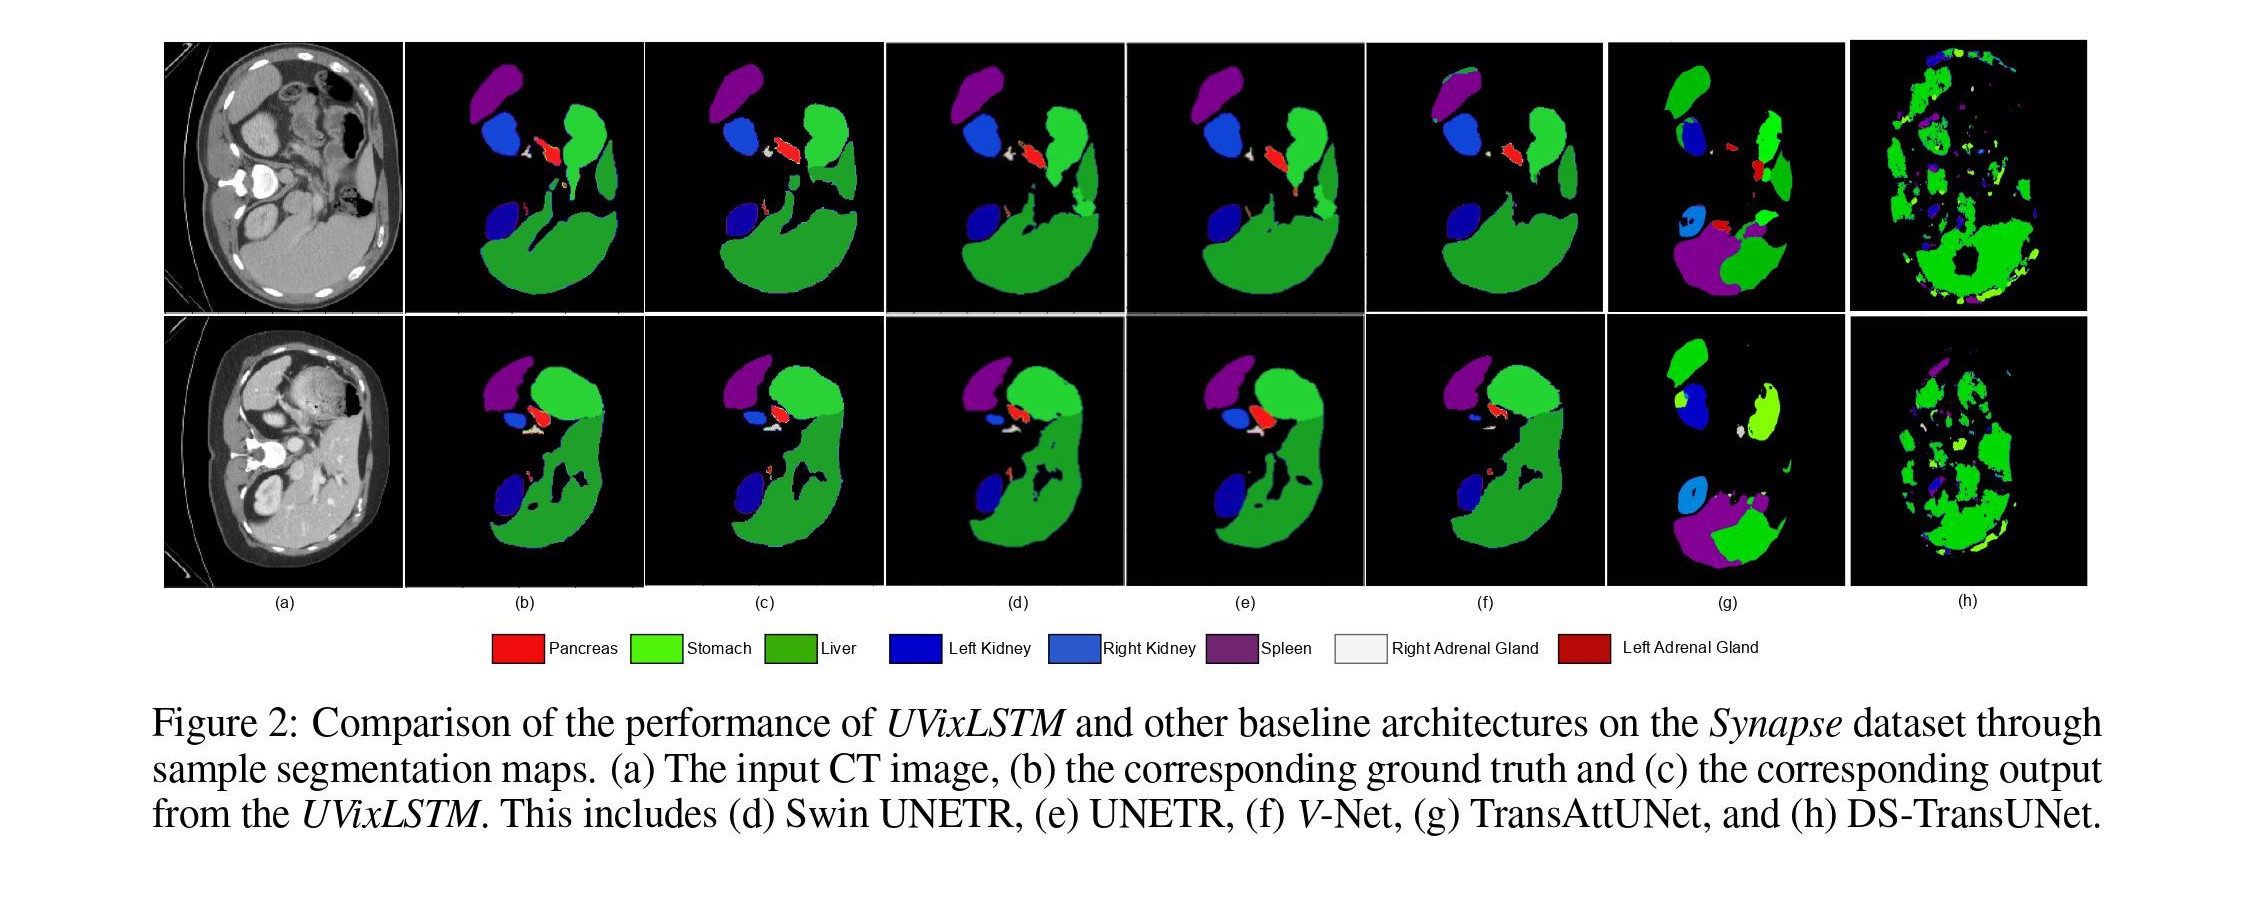 (a) (b) (c) (d) (e) (f) (g) (h)
Pancreas Stomach Liver Left Kidney Right Kidney Spleen Right Adrenal Gland Left Adrenal Gland
Figure 2: Comparison of the performance of UVixLSTM and other baseline architectures on the Synapse dataset through
sample segmentation maps. (a) The input CT image, (b) the corresponding ground truth and (c) the corresponding output
from the UVixLSTM. This includes (d) Swin UNETR, (e) UNETR, (f) V-Net, (g) TransAttUNet, and (h) DS-TransUNet.